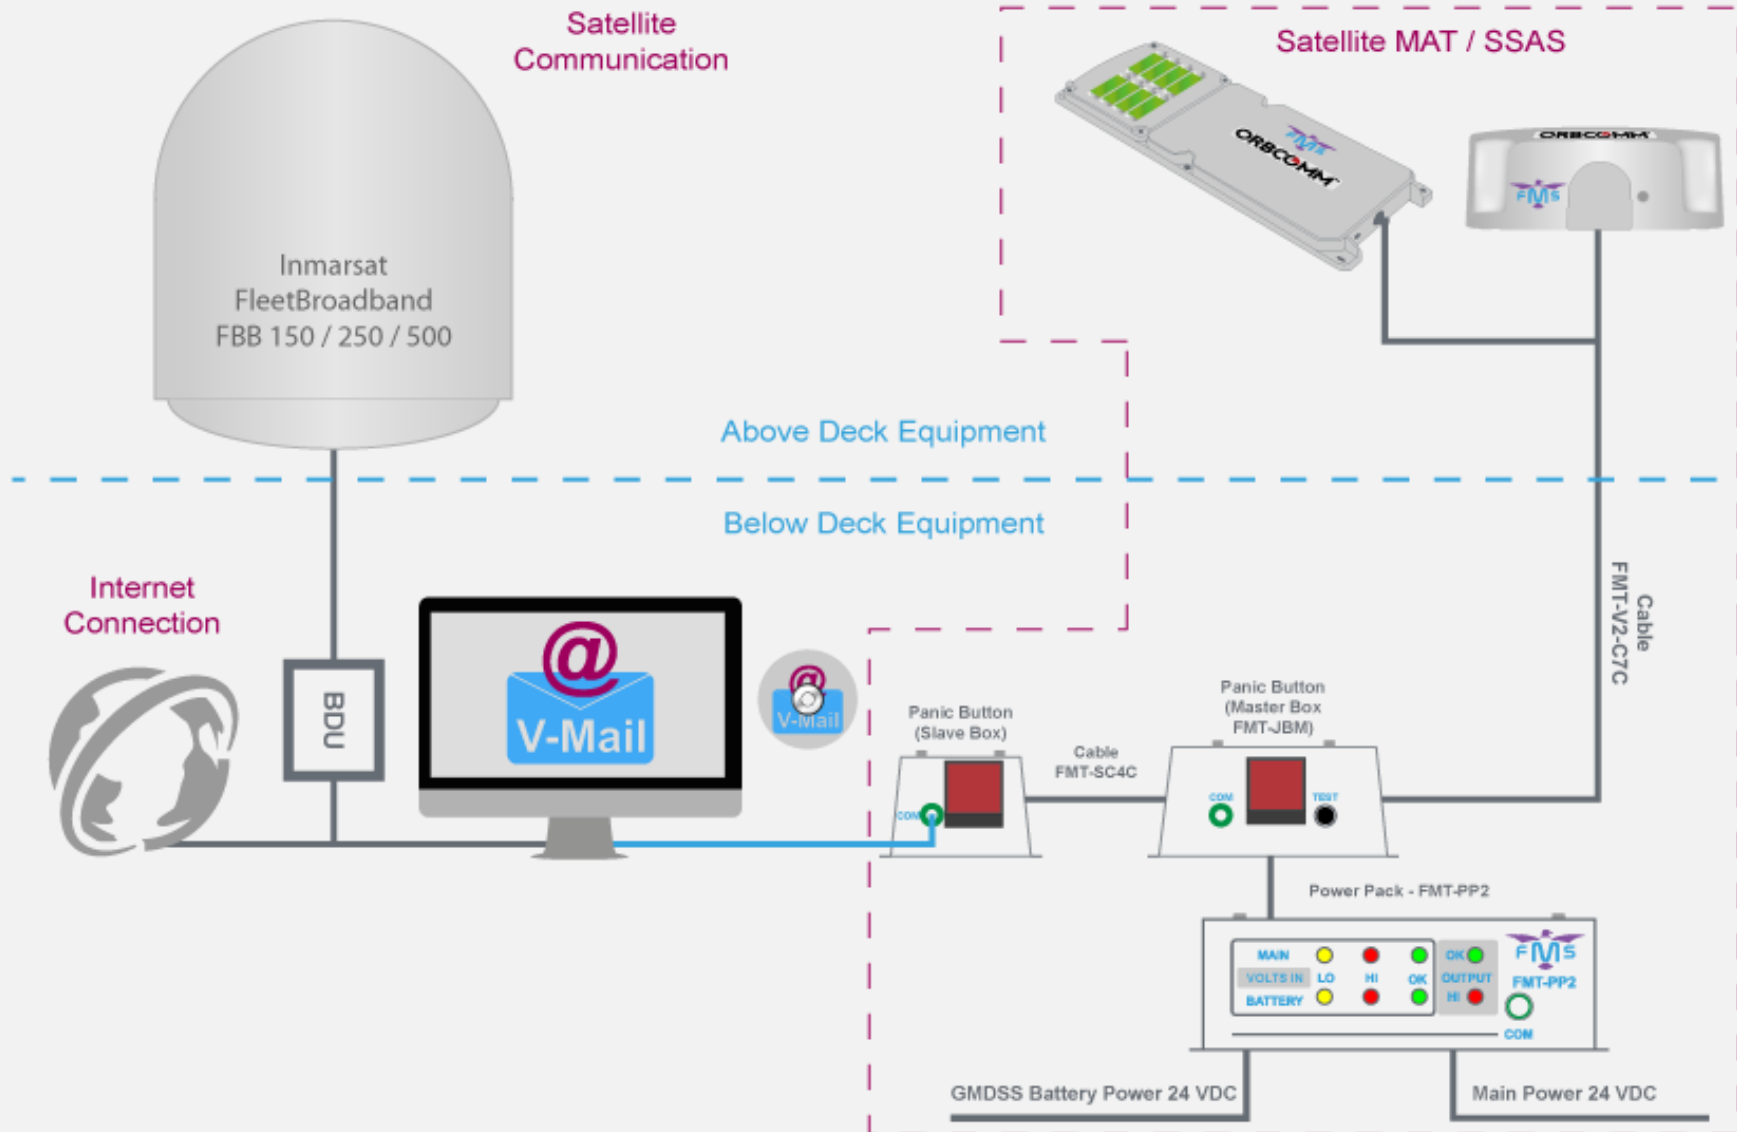 Satellite
Communication
Satellite MAT / SSAS
ORBCOMM
FMS
ORBCOMM
FMS
Inmarsat
FleetBroadband
FBB 150 / 250 / 500
Above Deck Equipment
Below Deck Equipment
Internet
Connection
BDU
@
V-Mail
@
V-Mail
Cable
FMT-V2-C7C
Panic Button
(Slave Box)
COM
Cable
FMT-SC4C
Panic Button
(Master Box
FMT-JBM)
COM
TEST
Power Pack - FMT-PP2
MAIN
OK
VOLTS IN LO HI OK OUTPUT
BATTERY
HI
FMS
FMT-PP2
COM
GMDSS Battery Power 24 VDC
Main Power 24 VDC